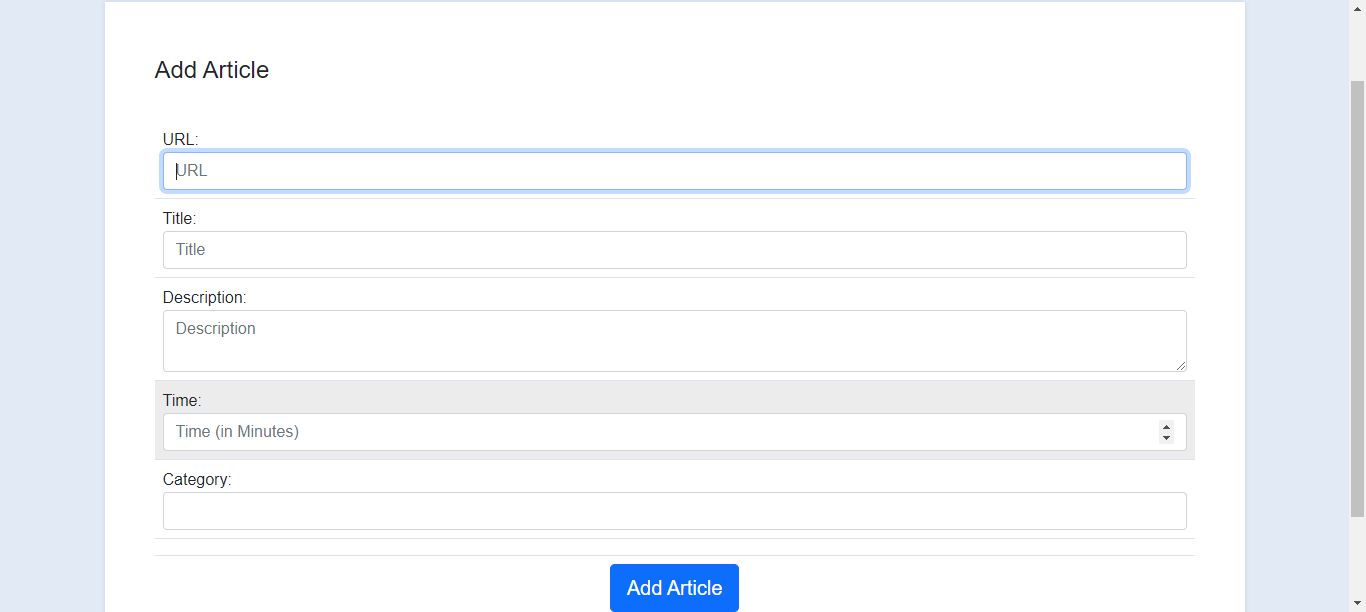 Add Article
URL:
URL
Title:
Title
Description:
Description
Time:
Time (in Minutes)
Category:
Add Article